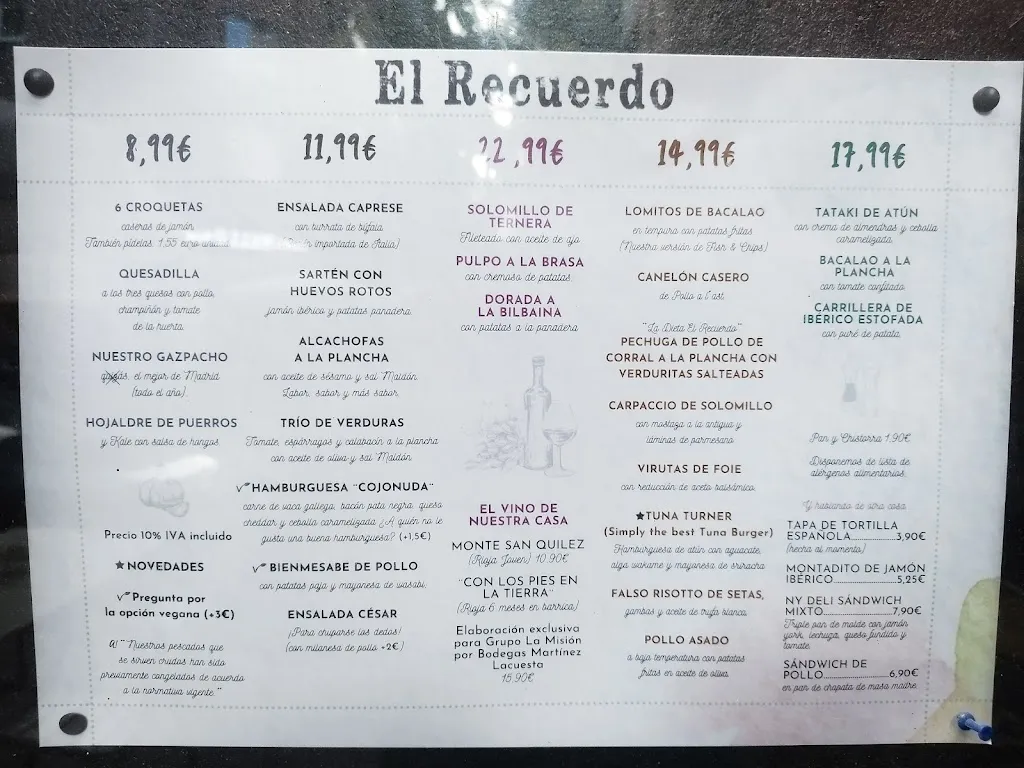 El Recuerdo
8,99€
6 CROQUETAS
caseras de jamón.
También pídelas: 1,55 euro unidad
QUESADILLA
a los tres quesos con pollo,
champiñón y tomate
de la huerta.
NUESTRO GAZPACHO
quizás, el mejor de Madrid
(todo el año).
HOJALDRE DE PUERROS
y Kale con salsa de hongos.
Precio 10% IVA incluido
★NOVEDADES
Pregunta por
la opción vegana (+3€)
"Nuestros pescados que
se sirven crudos han sido
previamente congelados de acuerdo
a la normativa vigente."
11,99€
ENSALADA CAPRESE
con burrata de búfala
importada de Italia)
SARTÉN CON
HUEVOS ROTOS
jamón ibérico y patatas panadera.
ALCACHOFAS
A LA PLANCHA
con aceite de sésamo y sal Maldón.
Labor, sabor y más sabor.
TRÍO DE VERDURAS
Tomate, espárragos y calabacín a la plancha
con aceite de oliva y sal Maldón.
HAMBURGUESA "COJONUDA"
carne de vaca gallega, bacón pata negra, queso
cheddar y cebolla caramelizada ¿A quién no le
gusta una buena hamburguesa? (+1,5€)
BIENMESABE DE POLLO
con patatas paja y mayonesa de wasabi.
ENSALADA CÉSAR
¡Para chuparse los dedos!
(con milanesa de pollo +2€)
22,99€
SOLOMILLO DE
TERNERA
Fileteado con aceite de ajo
PULPO A LA BRASA
con cremoso de patatas.
DORADA A
LA BILBAINA
con patatas a la panadera
EL VINO DE
NUESTRA CASA
MONTE SAN QUILEZ
(Rioja Joven) 10.90€
"CON LOS PIES EN
LA TIERRA"
(Rioja 6 meses en barrica)
Elaboración exclusiva
para Grupo La Misión
por Bodegas Martínez
Lacuesta
15,90€
14,99€
LOMITOS DE BACALAO
en tempura con patatas fritas
(Nuestra versión de Fish & Chips)
CANELÓN CASERO
de Pollo a l'ast.
"La Dieta El Recuerdo"
PECHUGA DE POLLO DE
CORRAL A LA PLANCHA CON
VERDURITAS SALTEADAS
CARPACCIO DE SOLOMILLO
con mostaza a la antigua y
láminas de parmesano
VIRUTAS DE FOIE
con reducción de aceto balsámico.
★TUNA TURNER
(Simply the best Tuna Burger)
Hamburguesa de atún con aguacate,
alga wakame y mayonesa de sriracha
FALSO RISOTTO DE SETAS,
gambas y aceite de trufa blanca.
POLLO ASADO
a baja temperatura con patatas
fritas en aceite de oliva.
17,99€
TATAKI DE ATÚN
con crema de almendras y cebolla
caramelizada.
BACALAO A LA
PLANCHA
con tomate confitado
CARRILLERA DE
IBÉRICO ESTOFADA
con puré de patata.
Pan y Chistorra 1,90€
Disponemos de lista de
alérgenos alimentarios.
Y hablando de otra cosa
TAPA DE TORTILLA
ESPAÑOLA..............3,90€
(hecha al momento)
MONTADITO DE JAMÓN
IBÉRICO..................5,25€
NY DELI SÁNDWICH
MIXTO....................7,90€
Triple pan de molde con jamón
york, lechuga, queso fundido y
tomate.
SÁNDWICH DE
POLLO....................6,90€
en pan de chapata de masa madre.